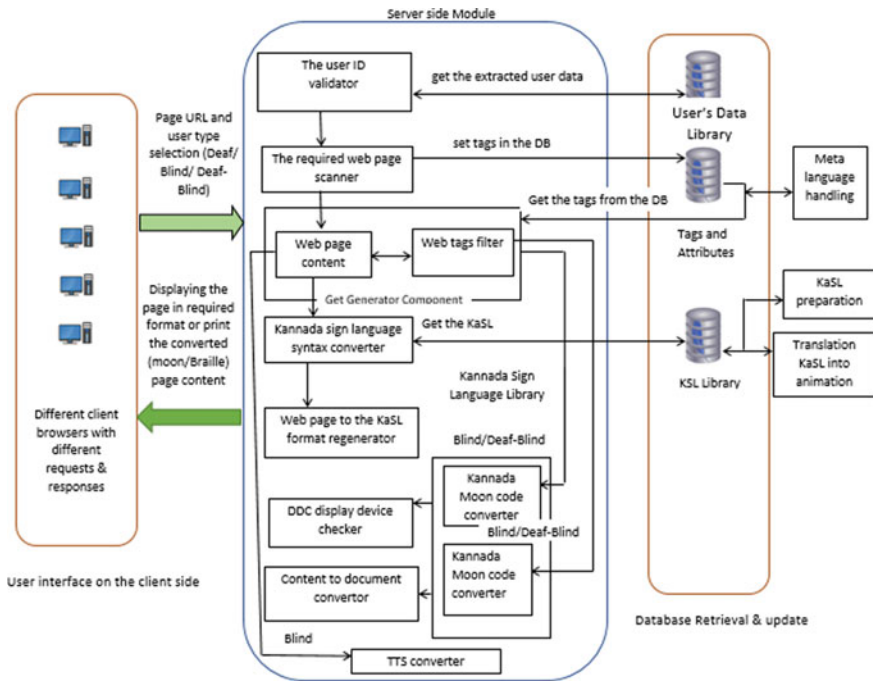 Server side Module
The user ID
validator
get the extracted user data
User's Data
Library
Page URL and
user type
selection (Deaf/
Blind/ Deaf-
Blind)
The required web page
scanner
set tags in the DB
Meta
language
handling
Get the tags from the DB
Tags and
Attributes
Web page
content
Web tags filter
Get Generator Component
Displaying the
page in required
format or print
the converted
(moon/Braille)
page content
Kannada sign language
syntax converter
Get the KaSL
KaSL
preparation
Translation
KaSL into
animation
KSL Library
Kannada Sign
Language Library
Web page to the KaSL
format regenerator
Different client
browsers with
different
requests &
responses
Blind/Deaf-Blind
Kannada
Moon code
converter
DDC display device
checker
Blind/Deaf-Blind
Kannada
Moon code
converter
Content to document
convertor
User interface on the client side
Database Retrieval & update
Blind
TTS converter